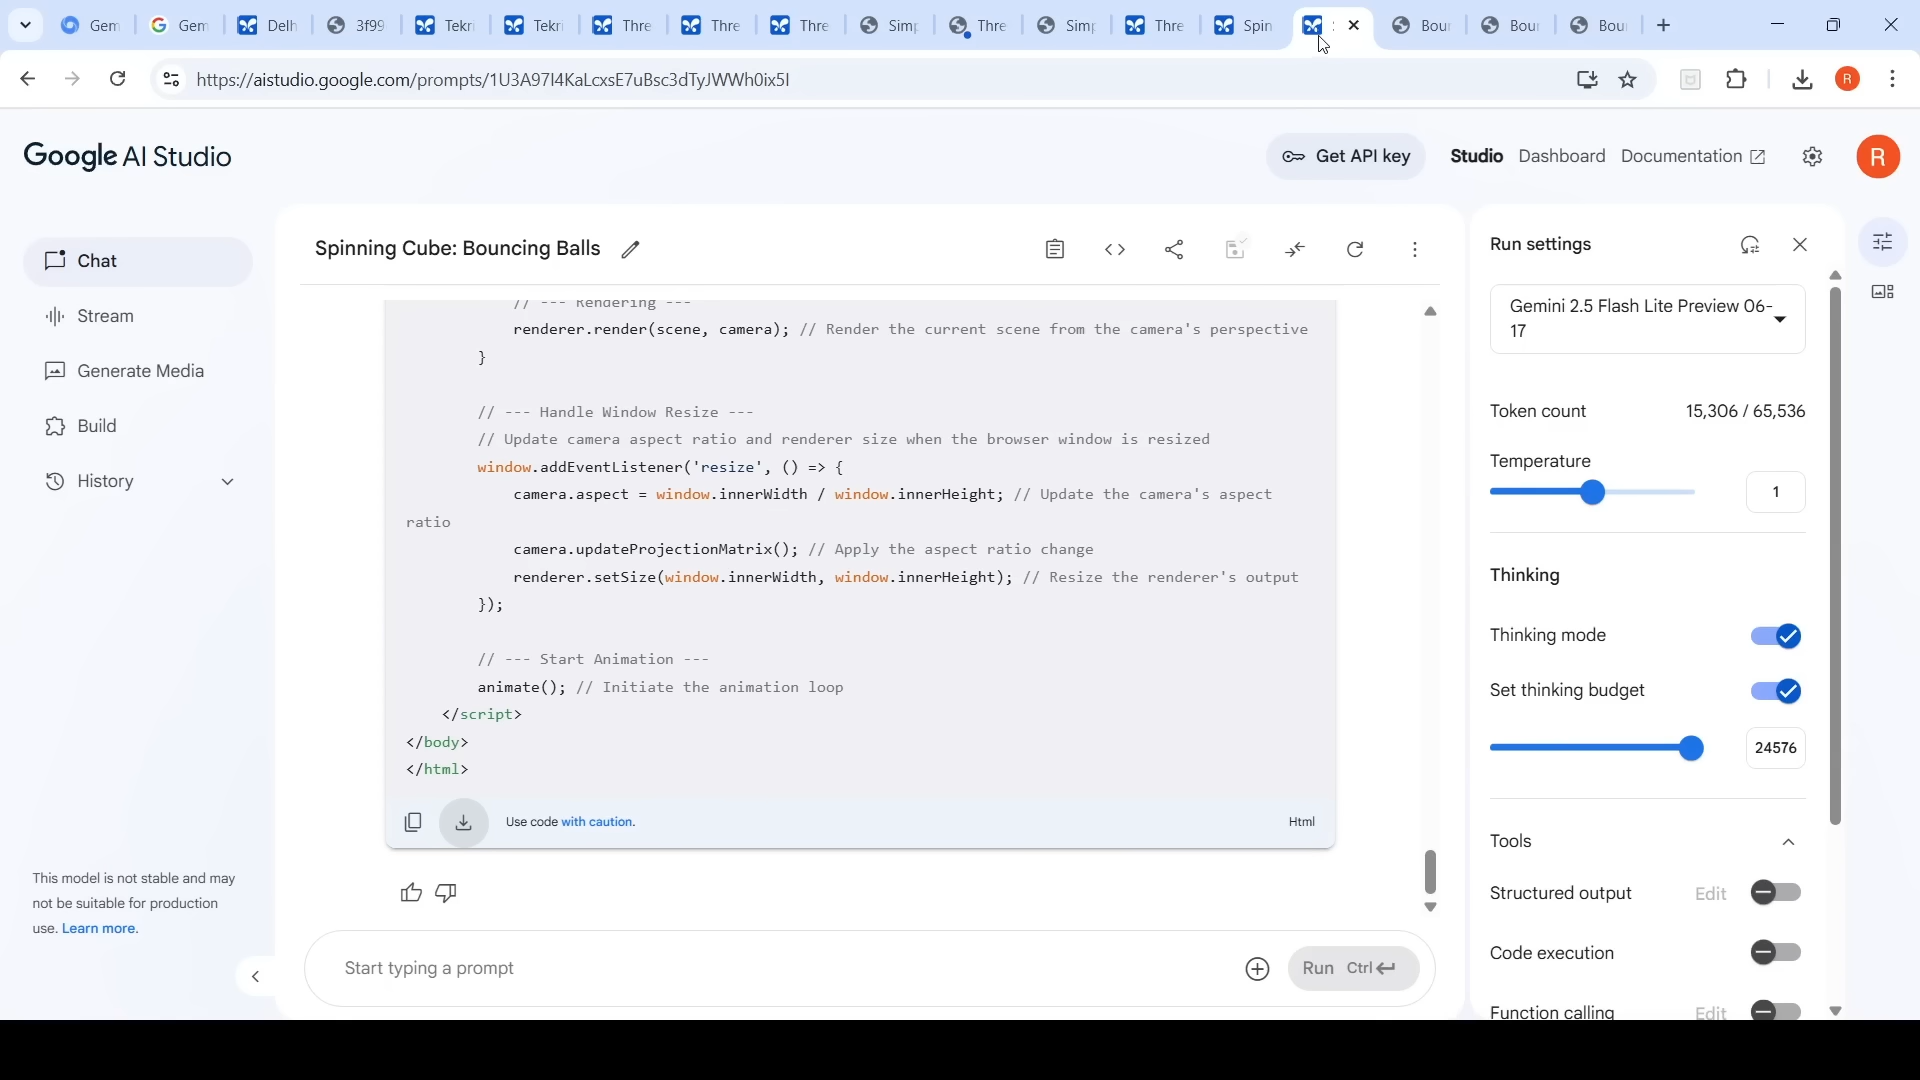 Gem
Gem
Delh
3f99
Tekri
Tekri
Thre
Thre
Thre
Simp
Thre
Simp
Thre
Spin
Boun
Boun
Boun
https://aistudio.google.com/prompts/1U3A97I4KaLcxsE7uBsc3dTyJWWh0ix5I
R
Google AI Studio
Get API key
Studio
Dashboard
Documentation
R
Chat
Stream
Generate Media
Build
History
This model is not stable and may
not be suitable for production
use. Learn more.
Spinning Cube: Bouncing Balls
// --- Rendering ---
renderer.render(scene, camera); // Render the current scene from the camera's perspective
}
// --- Handle Window Resize ---
// Update camera aspect ratio and renderer size when the browser window is resized
window.addEventListener('resize', () => {
camera.aspect = window.innerWidth / window.innerHeight; // Update the camera's aspect
ratio
camera.updateProjectionMatrix(); // Apply the aspect ratio change
renderer.setSize(window.innerWidth, window.innerHeight); // Resize the renderer's output
});
// --- Start Animation ---
animate(); // Initiate the animation loop
</script>
</body>
</html>
Use code with caution.
Html
Start typing a prompt
Run Ctrl
Run settings
Gemini 2.5 Flash Lite Preview 06-
17
Token count 15,306 / 65,536
Temperature
1
Thinking
Thinking mode
Set thinking budget
24576
Tools
Structured output Edit
Code execution
Function calling Edit